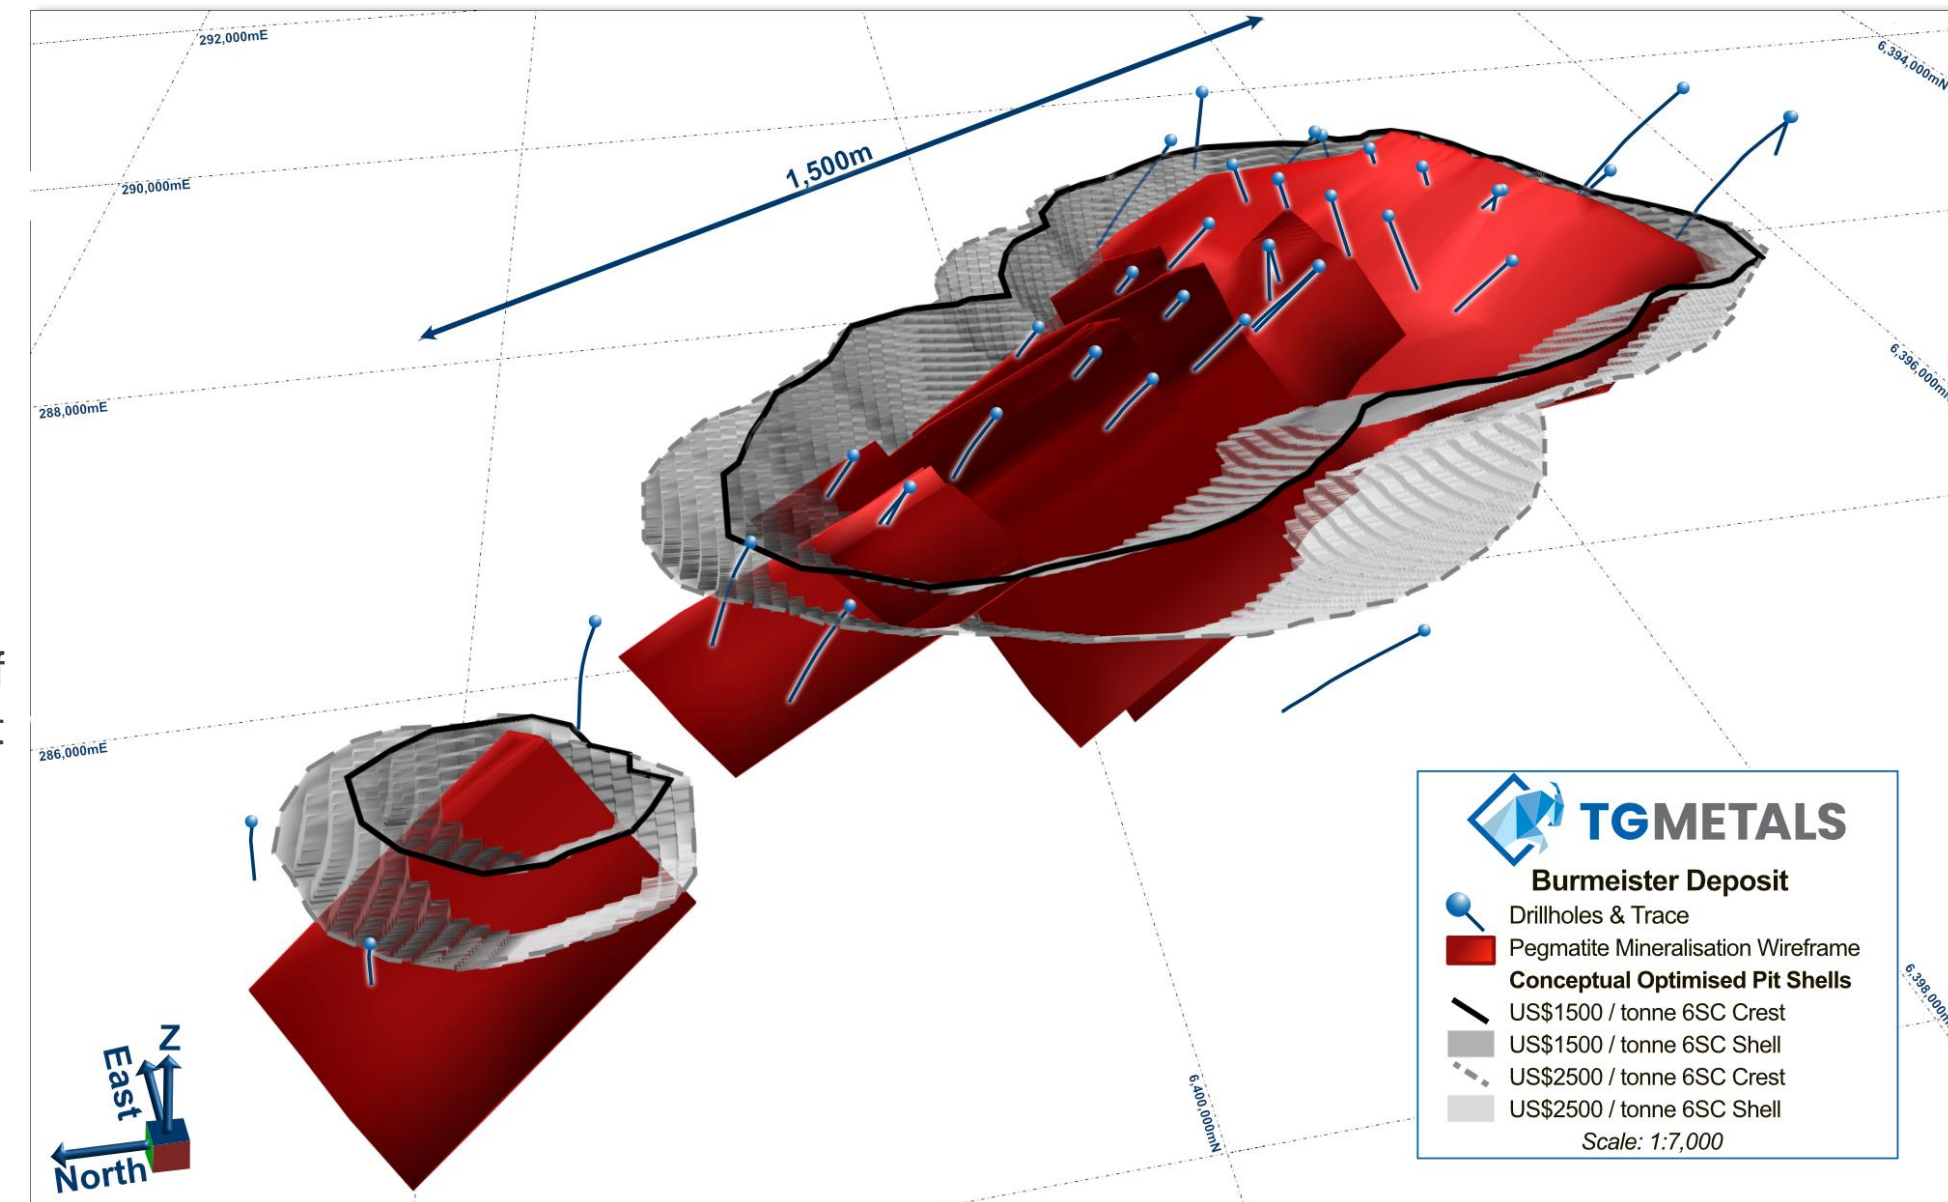 292,000mE
6,394,000mN
1,500m
290,000mE
6,396,000m
288,000mE
286,000mE
TGMETALS
Burmeister Deposit
Drillholes & Trace
Pegmatite Mineralisation Wireframe
Conceptual Optimised Pit Shells
US$1500 / tonne 6SC Crest
US$1500 / tonne 6SC Shell
US$2500 / tonne 6SC Crest
US$2500 / tonne 6SC Shell
Scale: 1:7,000
6,398,000m
6,400,000mN
Z
East
North